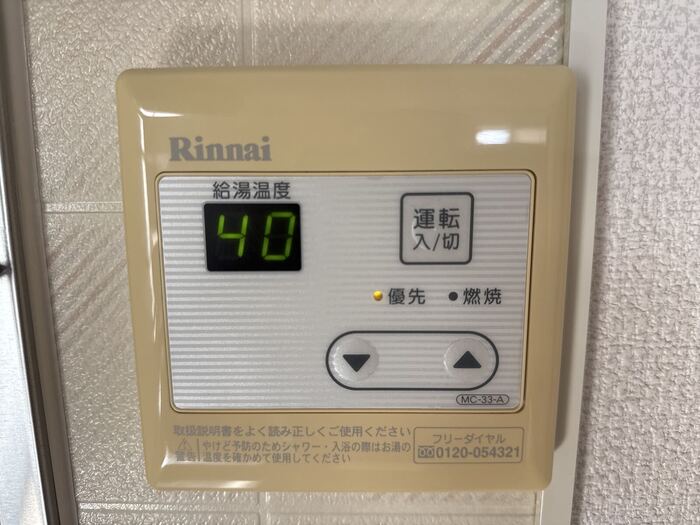 Rinnai
給湯温度
40
運転
入/切
優先 燃焼
▼ ▲
MC-33-A
取扱説明書をよく読み正しくご使用ください
警告 やけど予防のためシャワー・入浴の際はお湯の
温度を確かめて使用してください
フリーダイヤル
0120-054321